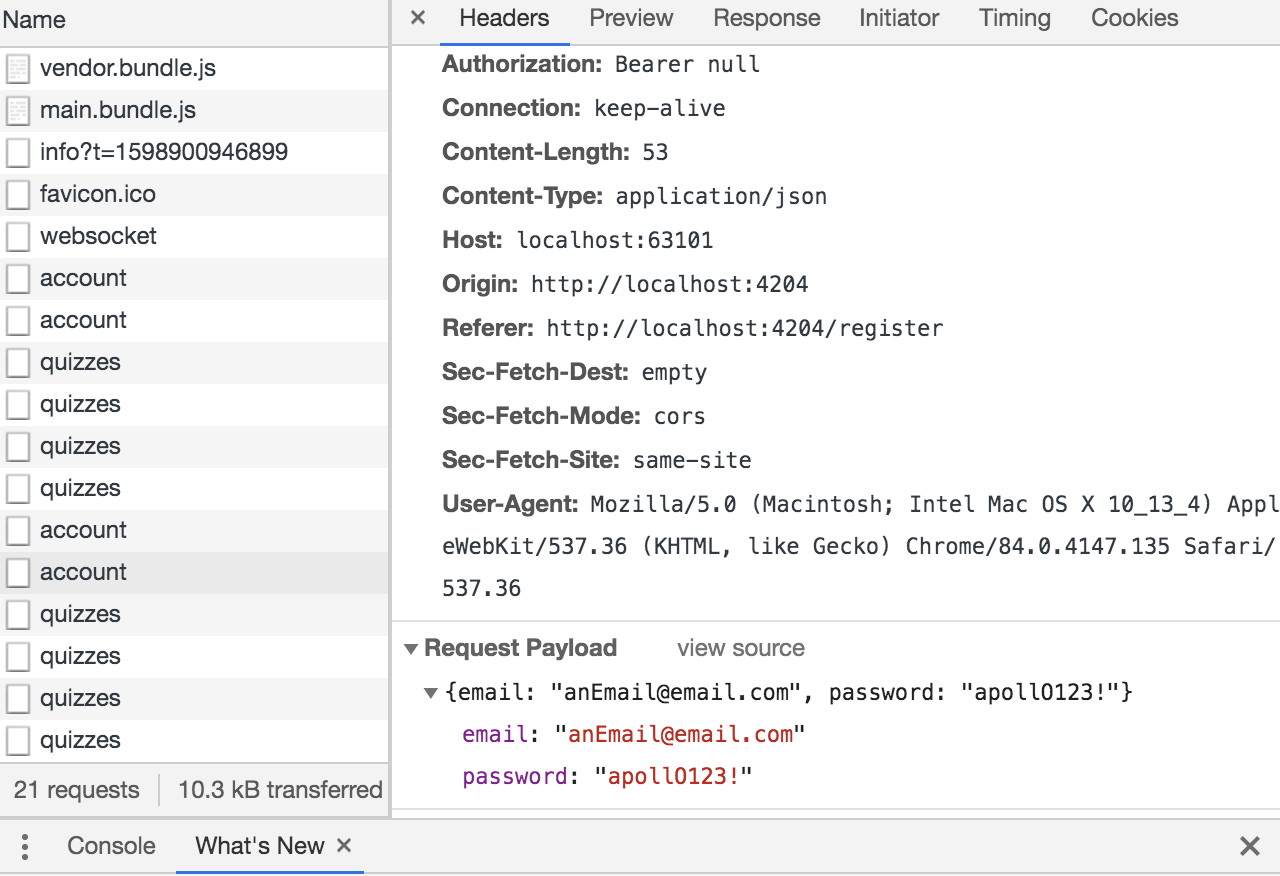 Name
vendor.bundle.js
main.bundle.js
info?t=1598900946899
favicon.ico
websocket
account
account
quizzes
quizzes
quizzes
quizzes
account
account
quizzes
quizzes
quizzes
quizzes
21 requests 10.3 kB transferred
× Headers Preview Response Initiator Timing Cookies
Authorization: Bearer null
Connection: keep-alive
Content-Length: 53
Content-Type: application/json
Host: localhost:63101
Origin: http://localhost:4204
Referer: http://localhost:4204/register
Sec-Fetch-Dest: empty
Sec-Fetch-Mode: cors
Sec-Fetch-Site: same-site
User-Agent: Mozilla/5.0 (Macintosh; Intel Mac OS X 10_13_4) Appl
eWebKit/537.36 (KHTML, like Gecko) Chrome/84.0.4147.135 Safari/
537.36
▼ Request Payload view source
▼ {email: "anEmail@email.com", password: "apollO123!"}
email: "anEmail@email.com"
password: "apollO123!"
⋮ Console What's New × ×